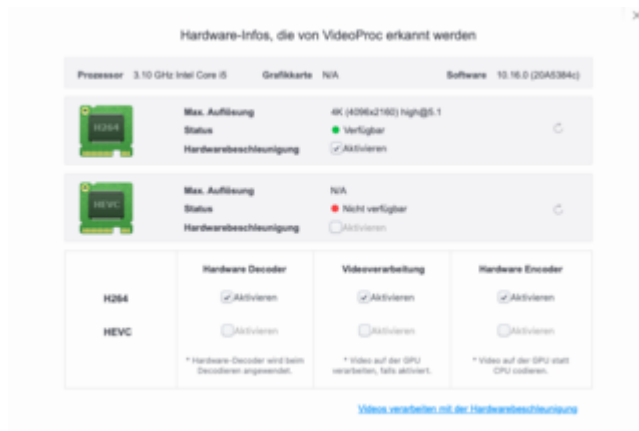 Hardware-Infos, die von VideoProc erkannt werden
Prozessor 3.10 GHz Intel Core i5 Grafikkarte N/A Software 10.16.0 (20A5384c)
H264
Max. Auflösung 4K (4096x2160) high@5.1
Status Verfügbar
Hardwarebeschleunigung Aktivieren
HEVC
Max. Auflösung N/A
Status Nicht verfügbar
Hardwarebeschleunigung Aktivieren
Hardware Decoder Videoverarbeitung Hardware Encoder
H264 Aktivieren Aktivieren Aktivieren
HEVC Aktivieren Aktivieren Aktivieren
* Hardware-Decoder wird beim * Video auf der GPU * Video auf der GPU statt
Decodieren angewendet. verarbeiten, falls aktiviert. CPU codieren.
Videos verarbeiten mit der Hardwarebeschleunigung